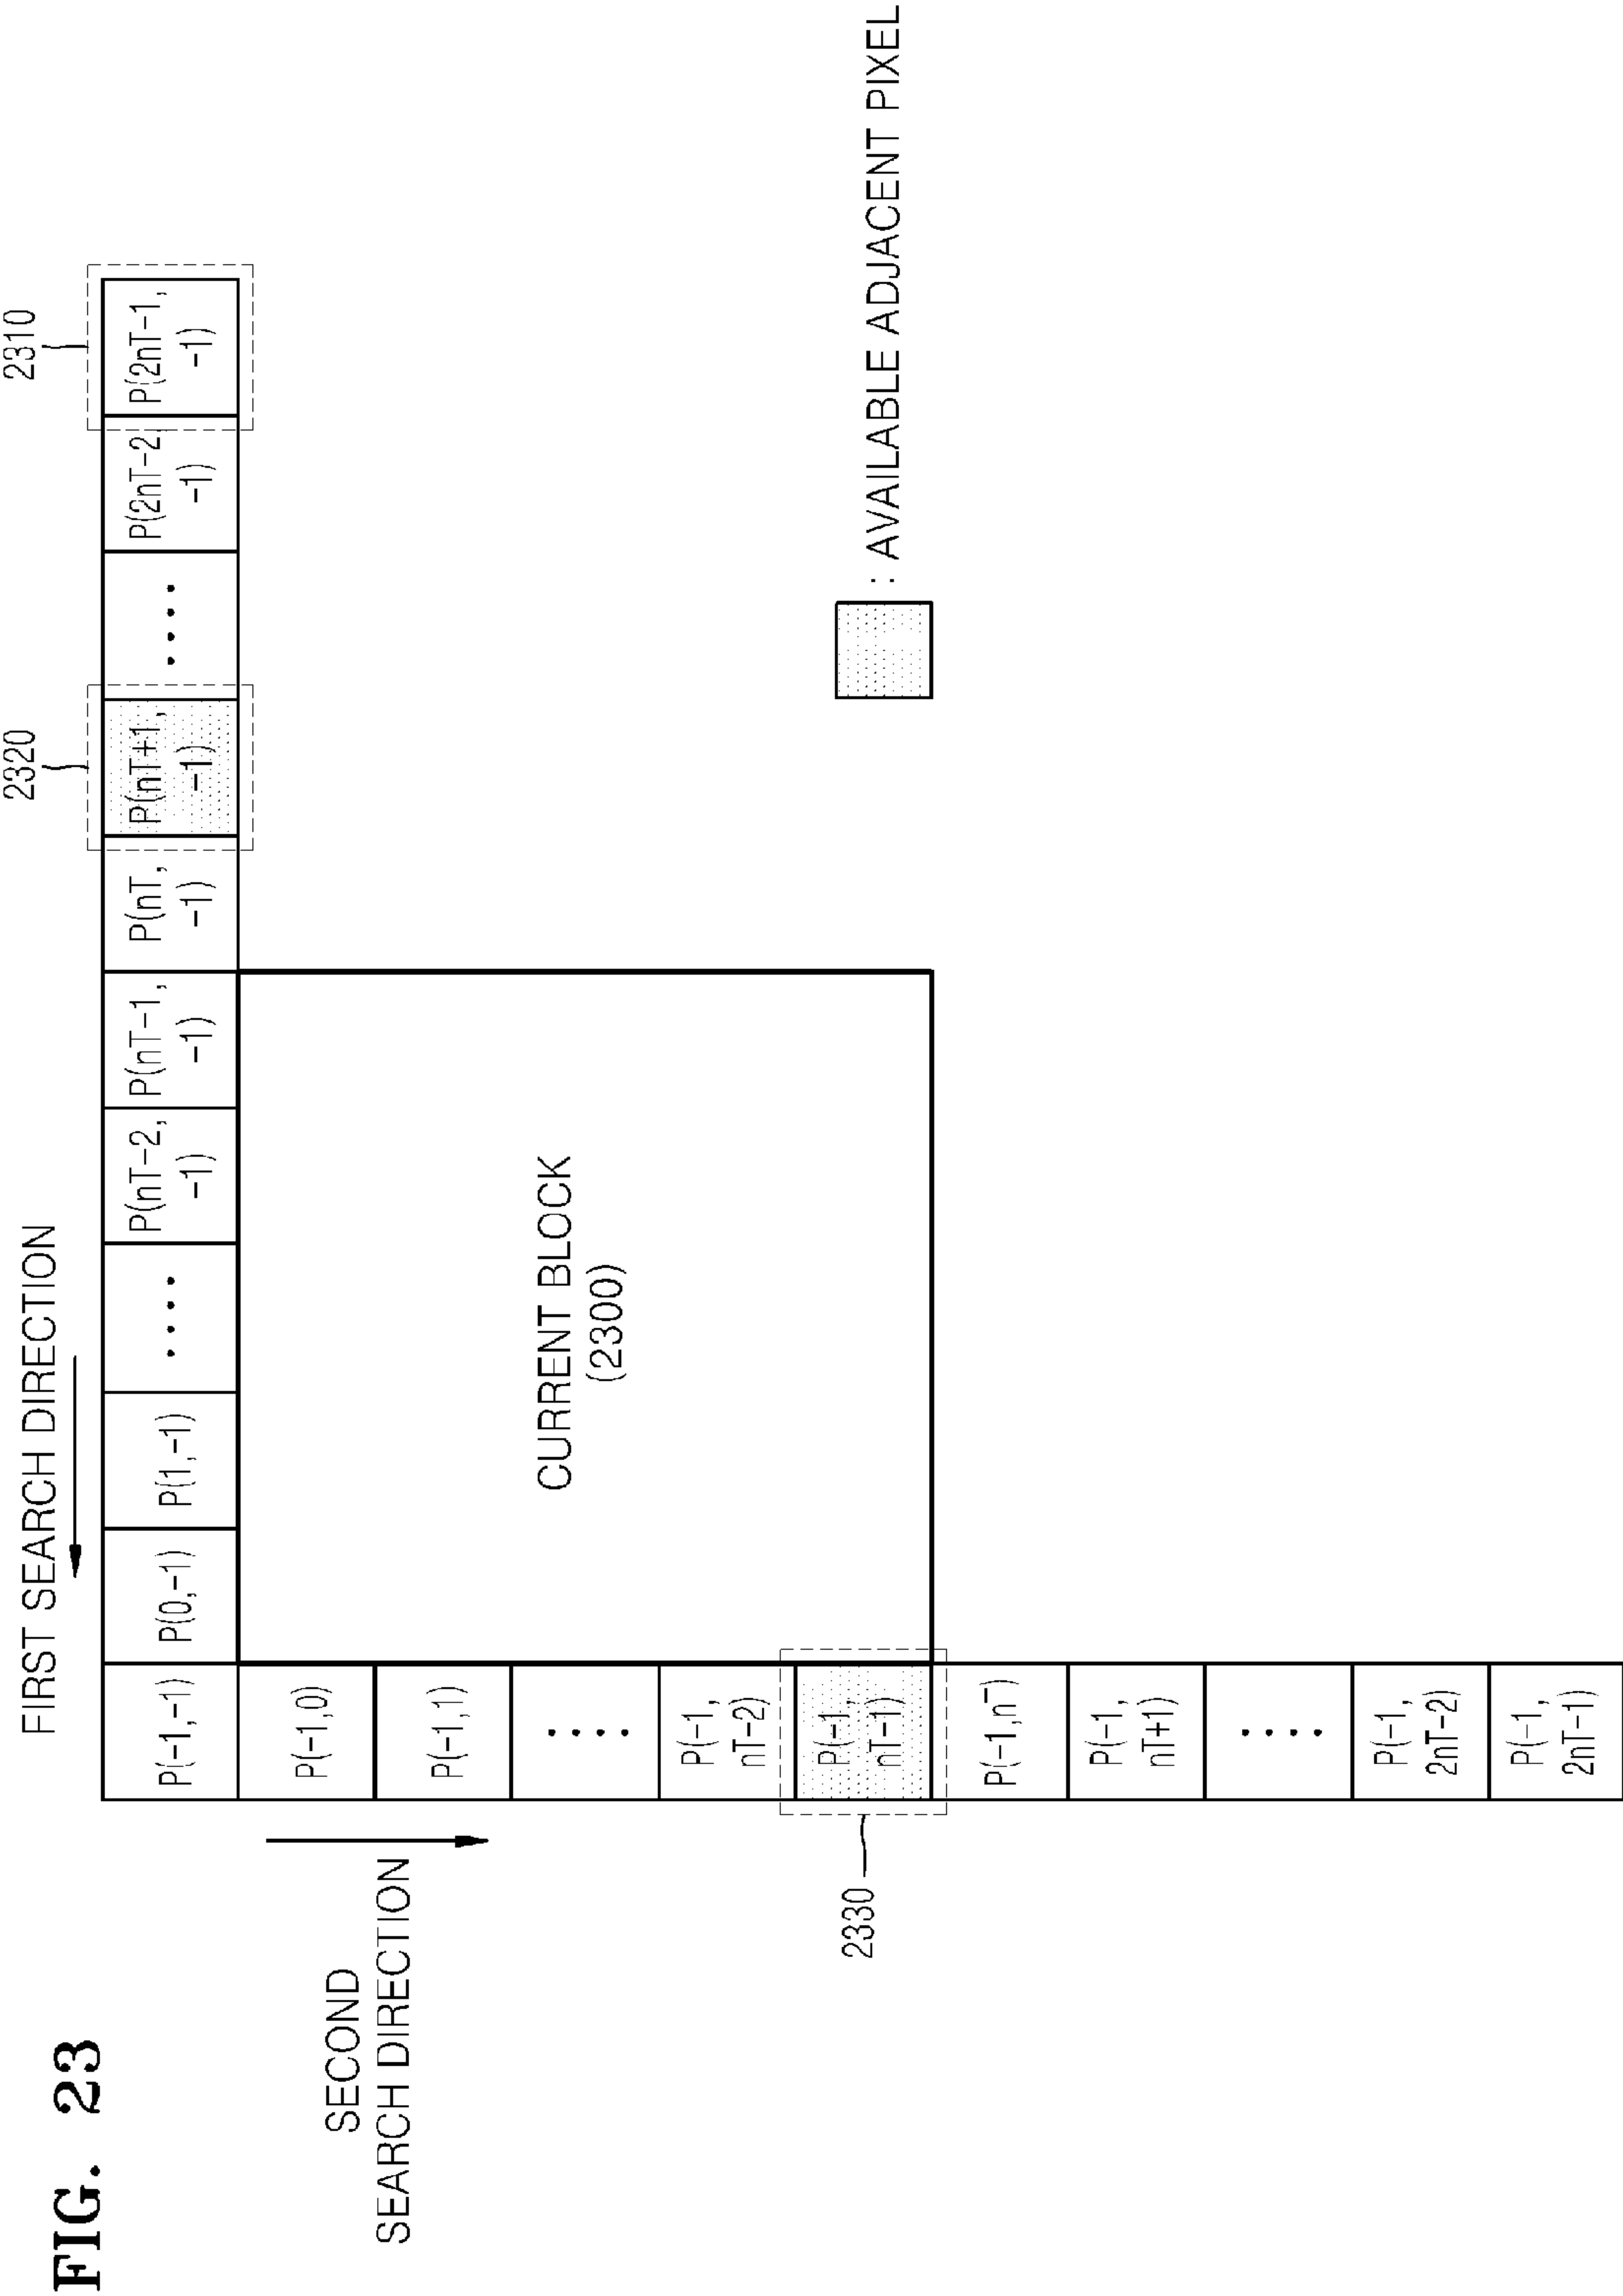 FIG. 23
FIRST SEARCH DIRECTION
2320
2310
P(-1,-1)
P(0,-1)
P(1,-1)
....
P(nT-2,
-1)
P(nT-1,
-1)
P(nT,
-1)
P(nT+1,
-1)
....
P(2nT-2,
-1)
P(2nT-1,
-1)
SECOND
SEARCH DIRECTION
P(-1,0)
P(-1,1)
....
P(-1,
nT-2)
2330
P(-1,
nT-1)
P(-1,nT)
P(-1,
nT+1)
....
P(-1,
2nT-2)
P(-1,
2nT-1)
CURRENT BLOCK
(2300)
: AVAILABLE ADJACENT PIXEL